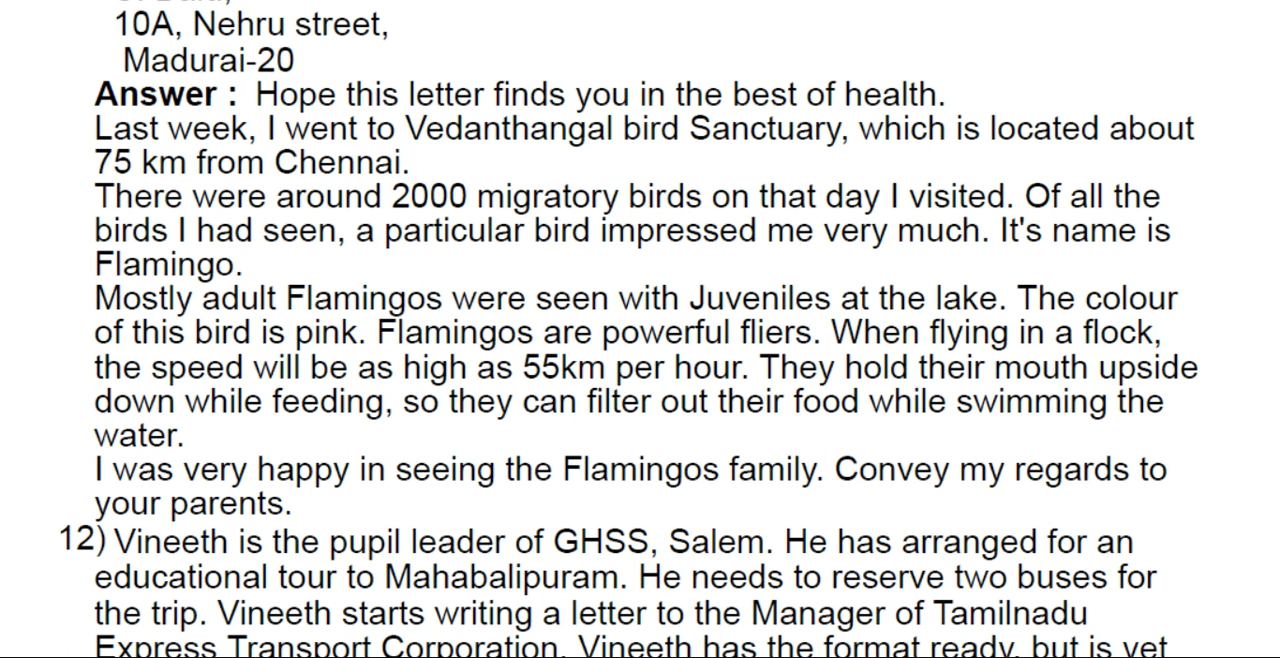 10A, Nehru street,
Madurai-20
Answer : Hope this letter finds you in the best of health.
Last week, I went to Vedanthangal bird Sanctuary, which is located about
75 km from Chennai.
There were around 2000 migratory birds on that day I visited. Of all the
birds I had seen, a particular bird impressed me very much. It's name is
Flamingo.
Mostly adult Flamingos were seen with Juveniles at the lake. The colour
of this bird is pink. Flamingos are powerful fliers. When flying in a flock,
the speed will be as high as 55km per hour. They hold their mouth upside
down while feeding, so they can filter out their food while swimming the
water.
I was very happy in seeing the Flamingos family. Convey my regards to
your parents.
12) Vineeth is the pupil leader of GHSS, Salem. He has arranged for an
educational tour to Mahabalipuram. He needs to reserve two buses for
the trip. Vineeth starts writing a letter to the Manager of Tamilnadu
Express Transport Corporation. Vineeth has the format ready, but is yet